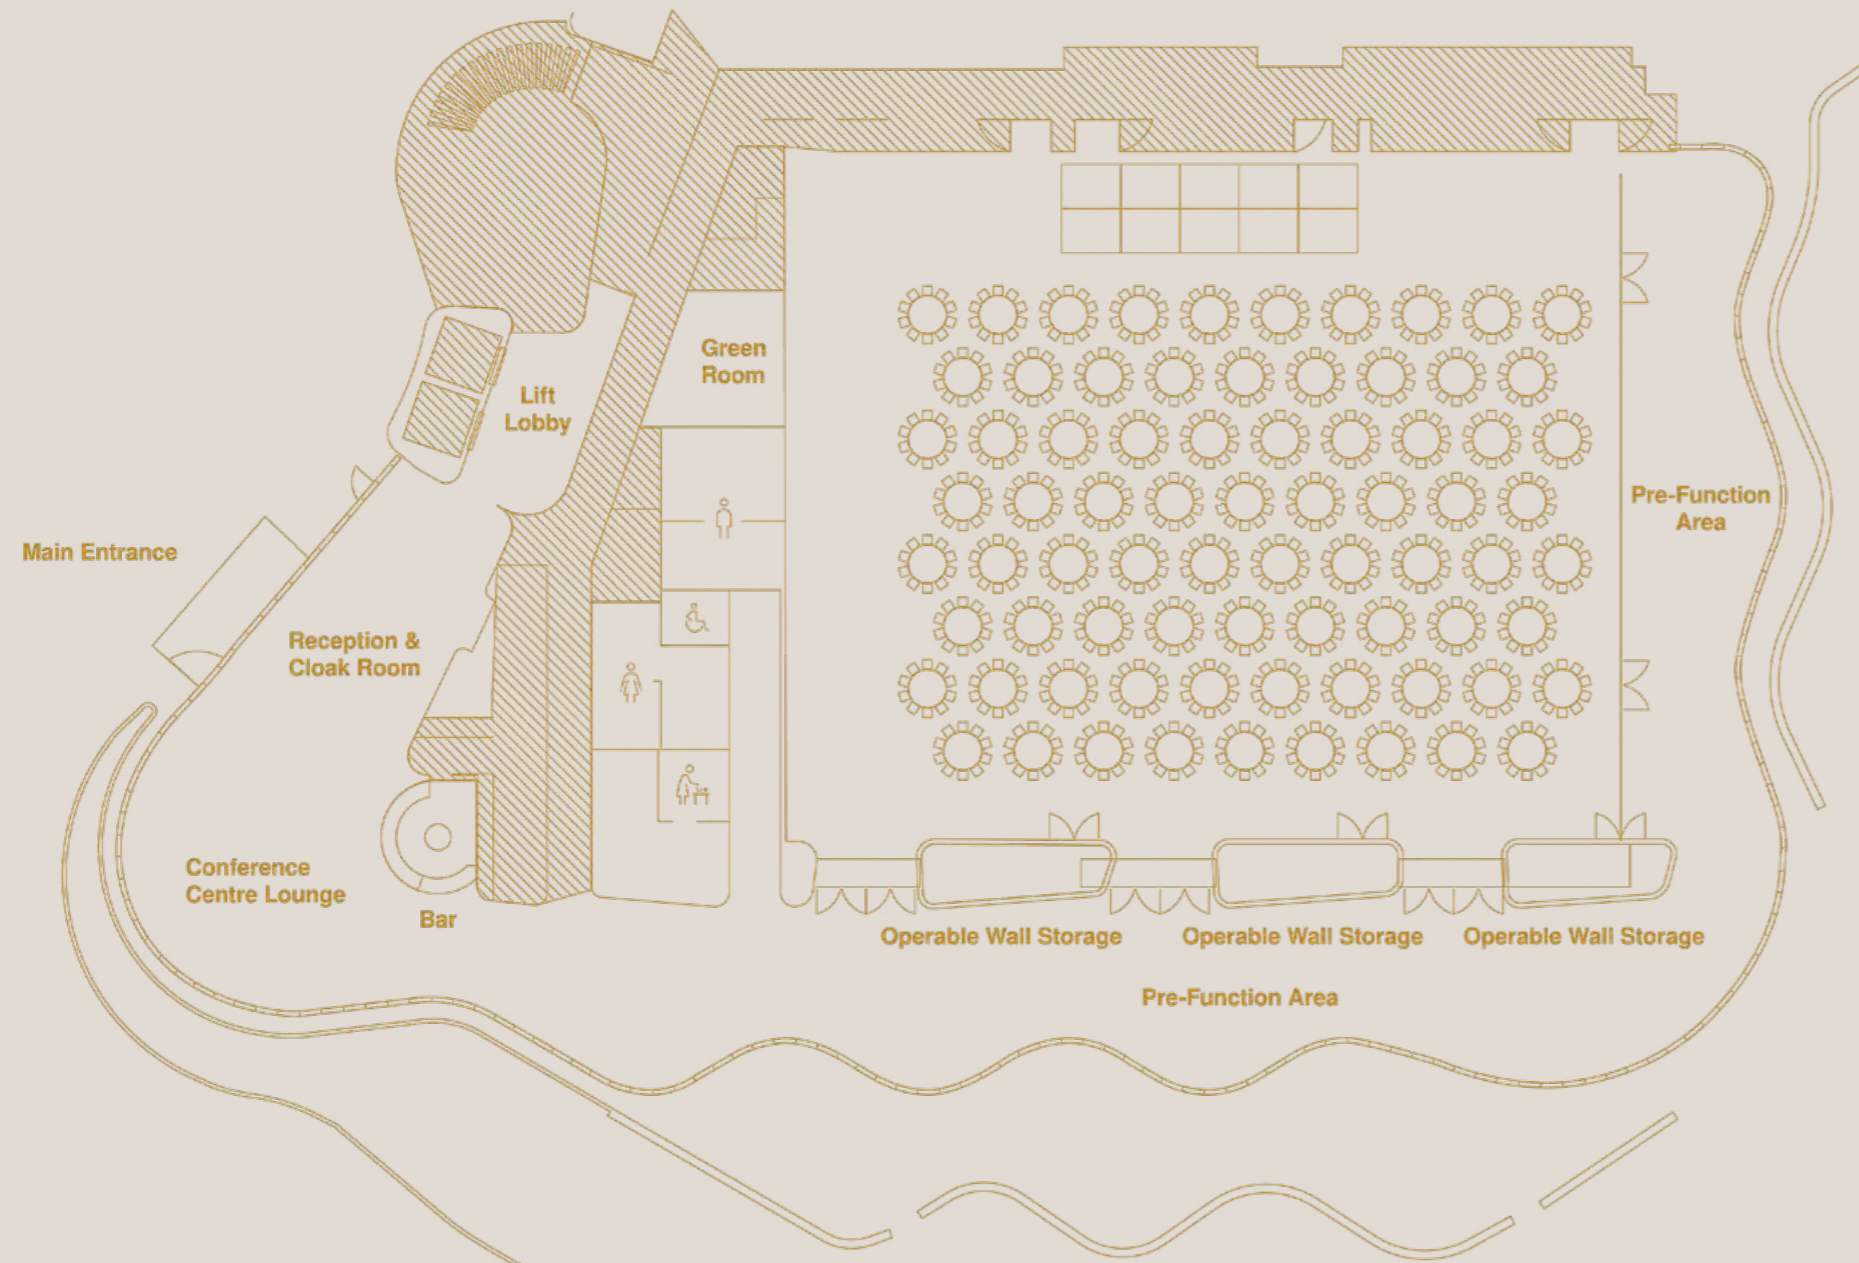 Green
Room
Lift
Lobby
Pre-Function
Area
Main Entrance
Reception &
Cloak Room
Conference
Centre Lounge
Bar
Operable Wall Storage
Operable Wall Storage
Operable Wall Storage
Pre-Function Area